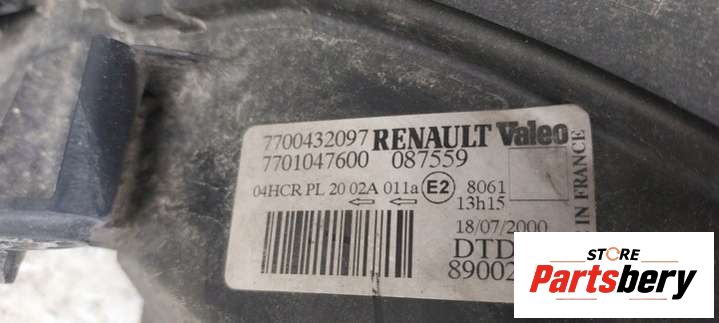 7700432097 RENAULT Valeo
7701047600 087559
04HCR PL 20 02A 011a E2 8061
13h15
18/07/2000
DTD
8900
IN FRANCE
STORE
Partsbery